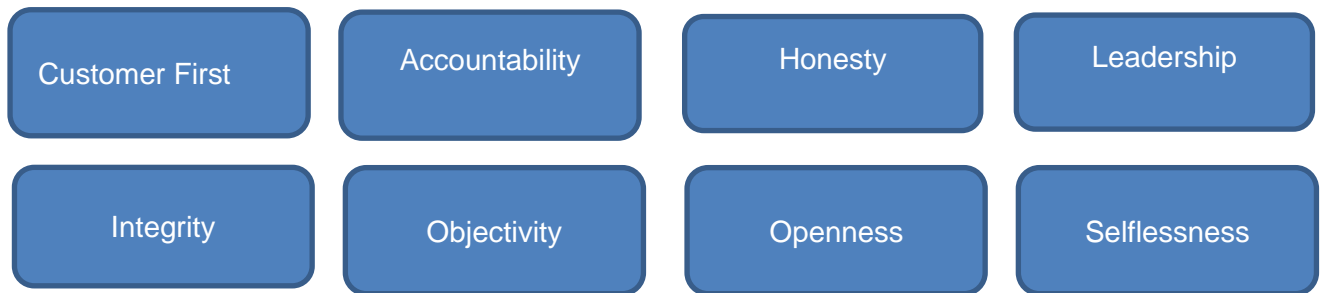 Customer First
Accountability
Honesty
Leadership
Integrity
Objectivity
Openness
Selflessness